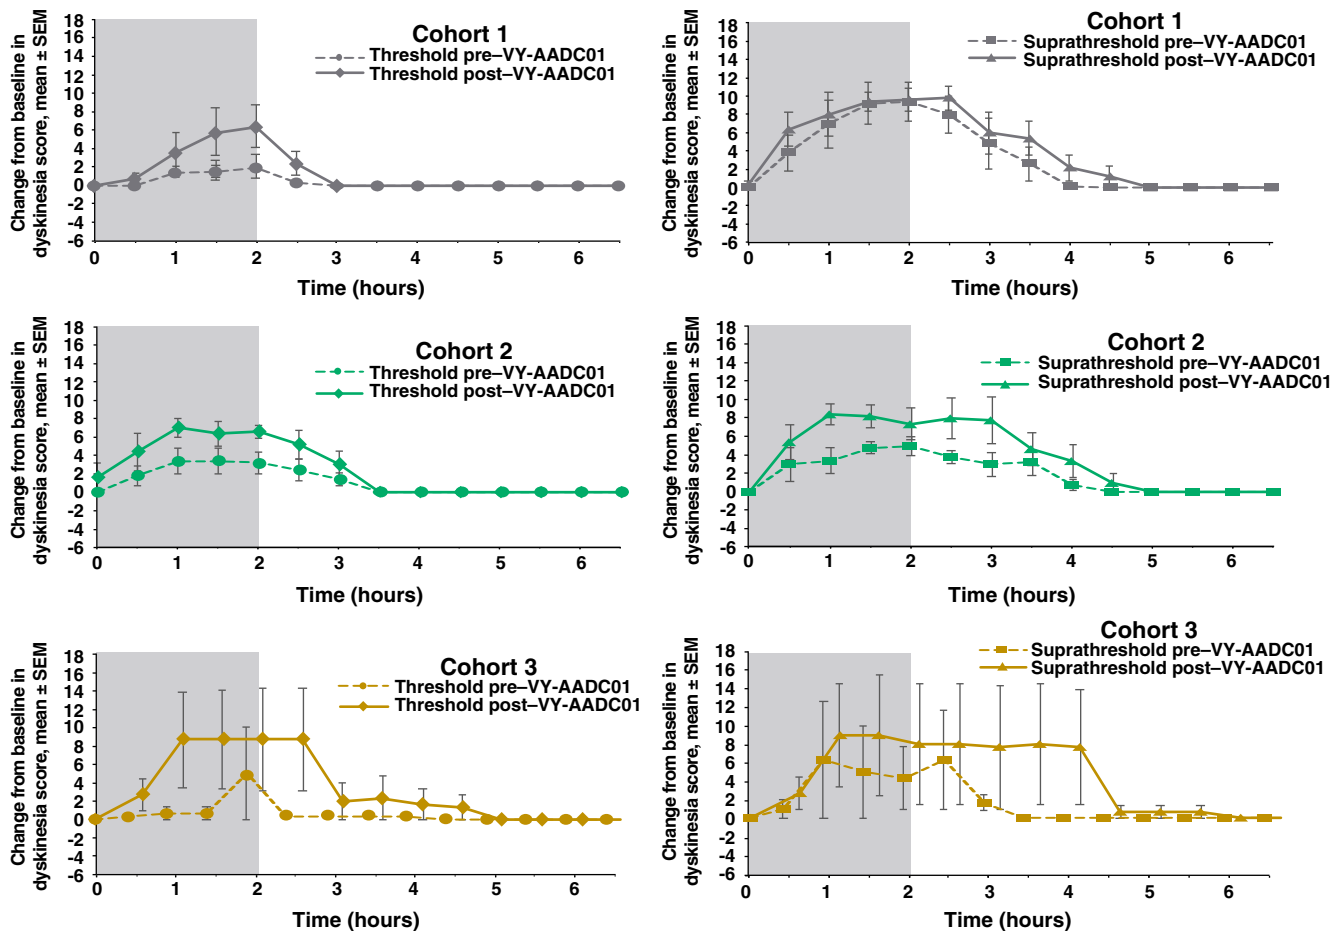 Cohort 1
Threshold pre–VY-AADC01
Threshold post–VY-AADC01
Change from baseline in
dyskinesia score, mean ± SEM
18
16
14
12
10
8
6
4
2
0
-2
-4
-6
0 1 2 3 4 5 6
Time (hours)
Cohort 1
Suprathreshold pre–VY-AADC01
Suprathreshold post–VY-AADC01
Change from baseline in
dyskinesia score, mean ± SEM
18
16
14
12
10
8
6
4
2
0
-2
-4
-6
0 1 2 3 4 5 6
Time (hours)
Cohort 2
Threshold pre–VY-AADC01
Threshold post–VY-AADC01
Change from baseline in
dyskinesia score, mean ± SEM
18
16
14
12
10
8
6
4
2
0
-2
-4
-6
0 1 2 3 4 5 6
Time (hours)
Cohort 2
Suprathreshold pre–VY-AADC01
Suprathreshold post–VY-AADC01
Change from baseline in
dyskinesia score, mean ± SEM
18
16
14
12
10
8
6
4
2
0
-2
-4
-6
0 1 2 3 4 5 6
Time (hours)
Cohort 3
Threshold pre–VY-AADC01
Threshold post–VY-AADC01
Change from baseline in
dyskinesia score, mean ± SEM
18
16
14
12
10
8
6
4
2
0
-2
-4
-6
0 1 2 3 4 5 6
Time (hours)
Cohort 3
Suprathreshold pre–VY-AADC01
Suprathreshold post–VY-AADC01
Change from baseline in
dyskinesia score, mean ± SEM
18
16
14
12
10
8
6
4
2
0
-2
-4
-6
0 1 2 3 4 5 6
Time (hours)